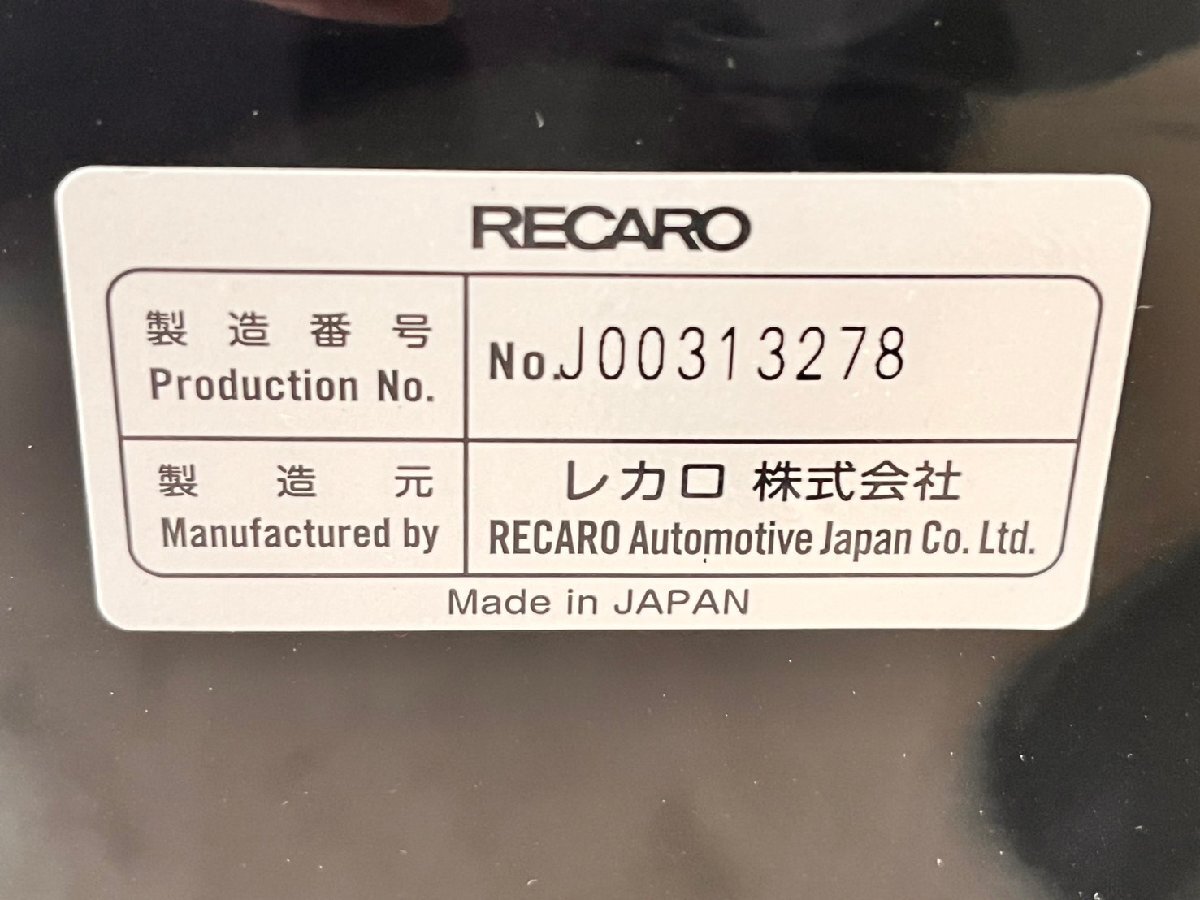 RECARO
製造番号
Production No.
No.J00313278
製造元
Manufactured by
レカロ 株式会社
RECARO Automotive Japan Co. Ltd.
Made in JAPAN